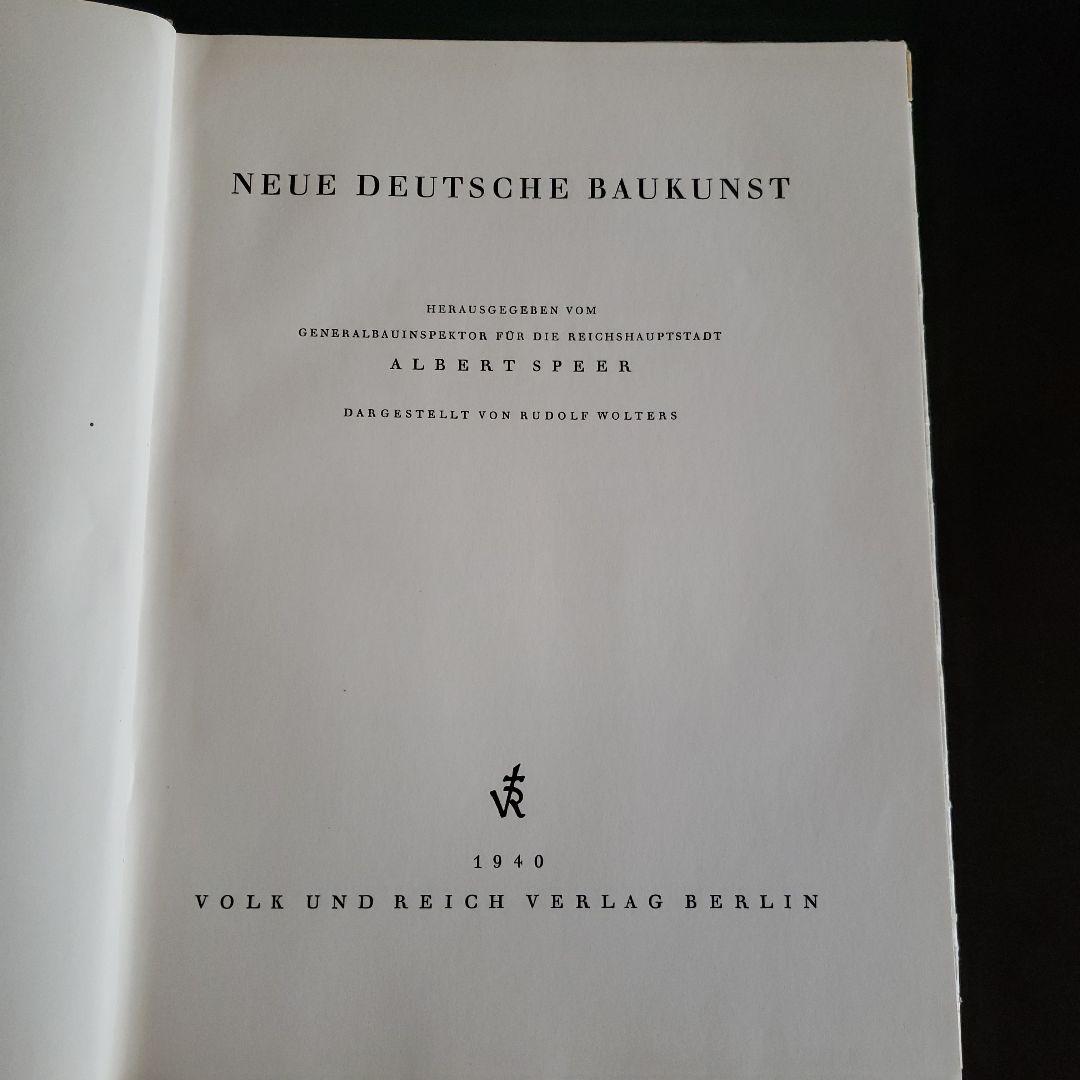 NEUE DEUTSCHE BAUKUNST
HERAUSGEGEBEN VOM
GENERALBAUINSPEKTOR FÜR DIE REICHSHAUPTSTADT
ALBERT SPEER
DARGESTELLT VON RUDOLF WOLTERS
VR
1940
VOLK UND REICH VERLAG BERLIN